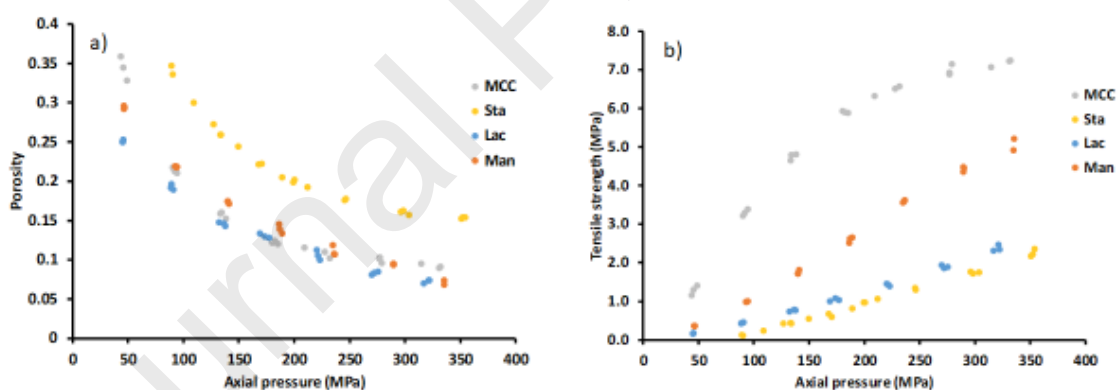 a)
0.4
0.35
0.3
0.25
0.2
0.15
0.1
0.05
0
Porosity
0 50 100 150 200 250 300 350 400
Axial pressure (MPa)
MCC
Sta
Lac
Man
b)
8.0
7.0
6.0
5.0
4.0
3.0
2.0
1.0
0.0
Tensile strength (MPa)
0 50 100 150 200 250 300 350 400
Axial pressure (MPa)
MCC
Sta
Lac
Man
urnal P